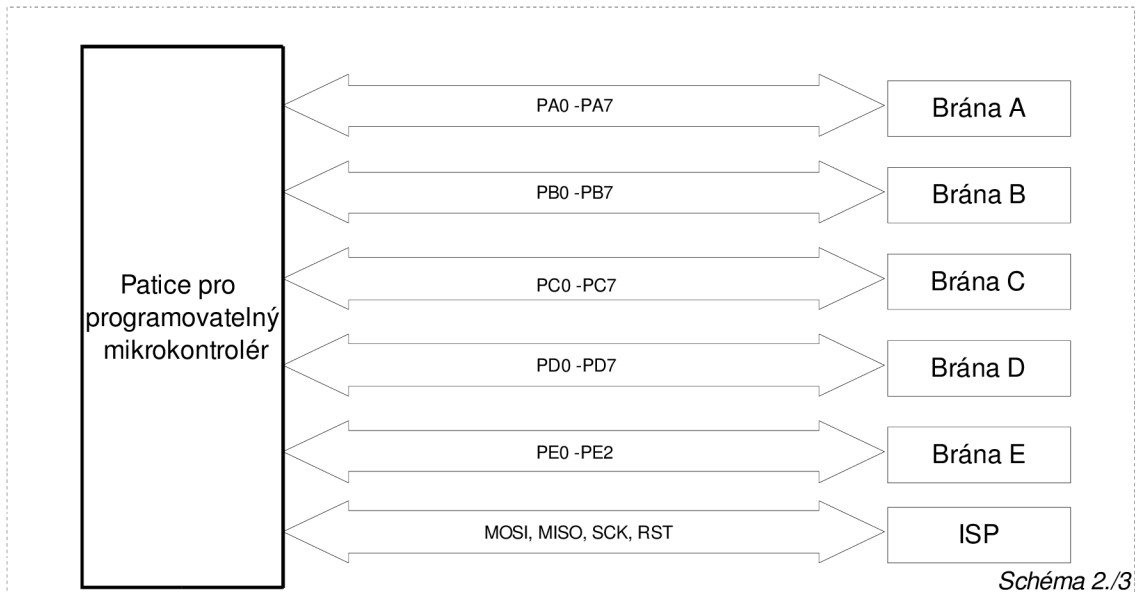 Patice pro
programovatelný
mikrokontrolér
PA0 -PA7
Brána A
PB0 -PB7
Brána B
PC0 -PC7
Brána C
PD0 -PD7
Brána D
PE0 -PE2
Brána E
MOSI, MISO, SCK, RST
ISP
Schéma 2./3